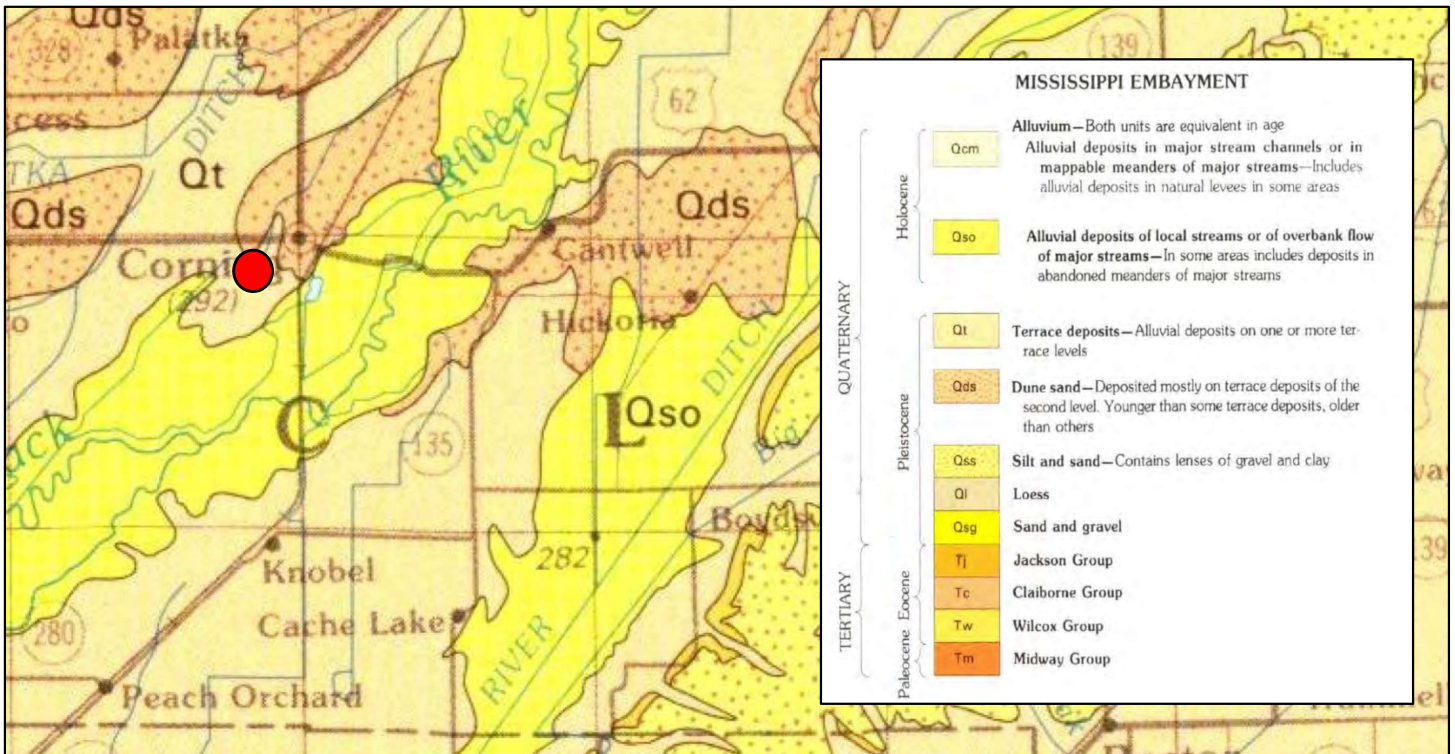 Qds
Palatka
328
DITCH
139
62
River
TKA
Qt
Qds
Qds
Cantwell
Corning
(292)
Hickoria
DITCH
C
L
Qso
135
Big
282
Knobel
Cache Lake
280
RIVER
Peach Orchard
39
MISSISSIPPI EMBAYMENT
Alluvium—Both units are equivalent in age
Qcm
Alluvial deposits in major stream channels or in
mappable meanders of major streams—Includes
alluvial deposits in natural levees in some areas
Holocene
Qso
Alluvial deposits of local streams or of overbank flow
of major streams—In some areas includes deposits in
abandoned meanders of major streams
QUATERNARY
Qt
Terrace deposits—Alluvial deposits on one or more ter-
race levels
Qds
Dune sand—Deposited mostly on terrace deposits of the
second level. Younger than some terrace deposits, older
than others
Pleistocene
Qss
Silt and sand—Contains lenses of gravel and clay
Ql
Loess
Qsg
Sand and gravel
TERTIARY
Eocene
Tj
Jackson Group
Tc
Claiborne Group
Tw
Wilcox Group
Paleocene
Tm
Midway Group